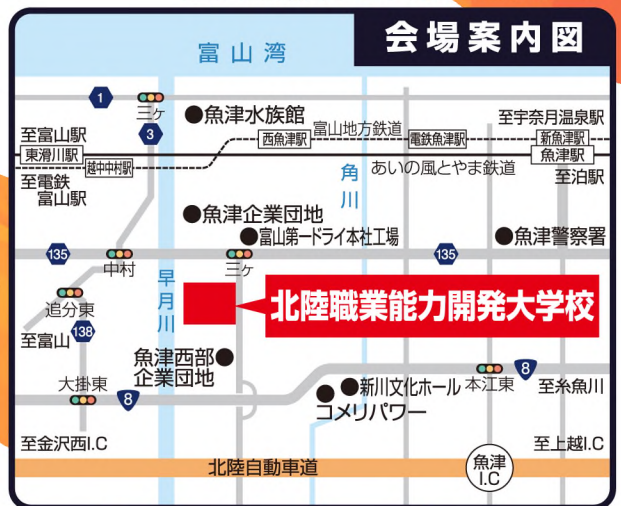 会場案内図
富山湾
1
三ケ
3
魚津水族館
至富山駅
東滑川駅
越中中村駅
至電鉄
富山駅
西魚津駅
富山地方鉄道
電鉄魚津駅
至宇奈月温泉駅
新魚津駅
魚津駅
至泊駅
あいの風とやま鉄道
角川
魚津企業団地
富山第一ドライ本社工場
魚津警察署
135
中村
三ケ
135
早月川
北陸職業能力開発大学校
追分東
138
至富山
魚津西部
企業団地
大掛東
8
新川文化ホール
コメリパワー
本江東
8
至糸魚川
至金沢西I.C
至上越I.C
北陸自動車道
魚津
I.C